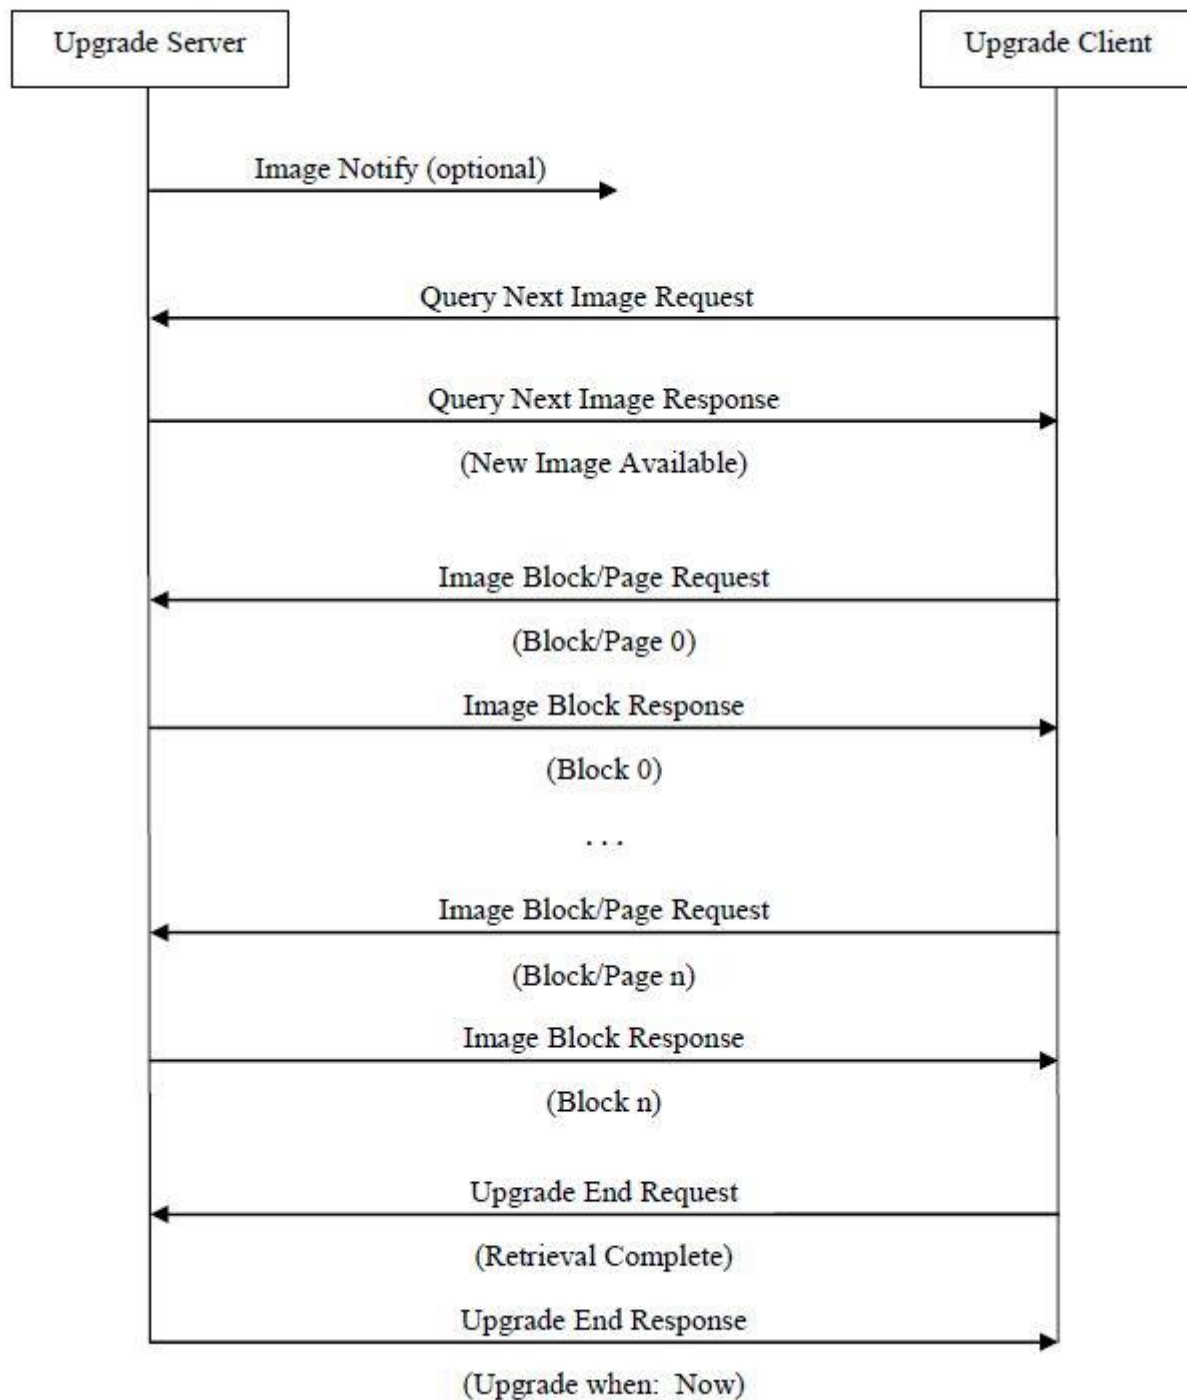 Upgrade Server
Upgrade Client
Image Notify (optional)
Query Next Image Request
Query Next Image Response
(New Image Available)
Image Block/Page Request
(Block/Page 0)
Image Block Response
(Block 0)
. . .
Image Block/Page Request
(Block/Page n)
Image Block Response
(Block n)
Upgrade End Request
(Retrieval Complete)
Upgrade End Response
(Upgrade when:  Now)